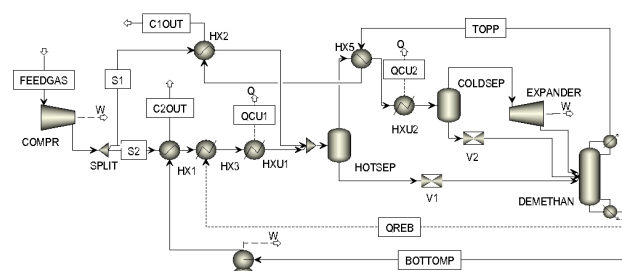 C1OUT
HX2
HX5
TOPP
Q
FEEDGAS
S1
C2OUT
Q
QCU1
QCU2
COLDSEP
EXPANDER
W
W
COMPR
SPLIT
S2
HX1
HX3
HXU1
HOTSEP
HXU2
V2
V1
DEMETHAN
QREB
W
BOTTOMP